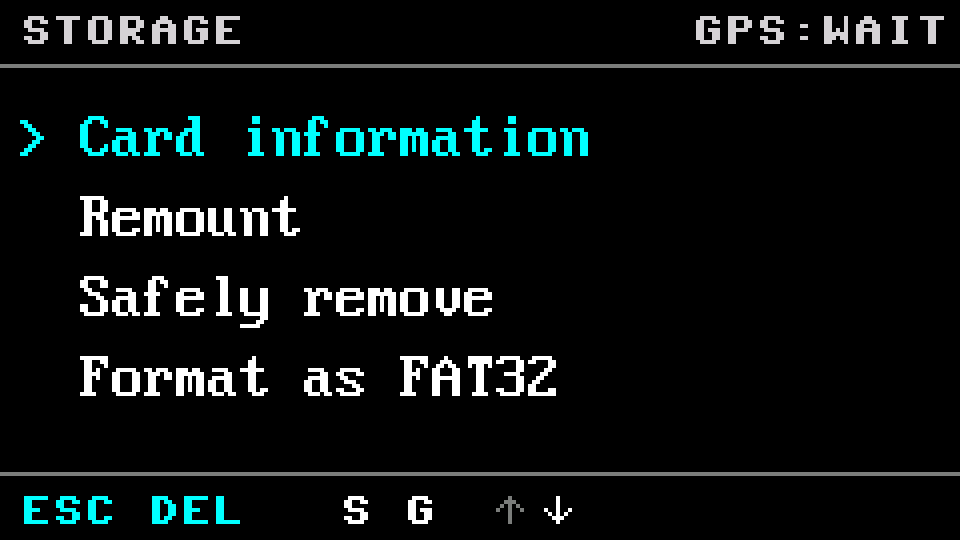 STORAGE GPS:WAIT
> Card information
Remount
Safely remove
Format as FAT32
ESC DEL S G ↑ ↓